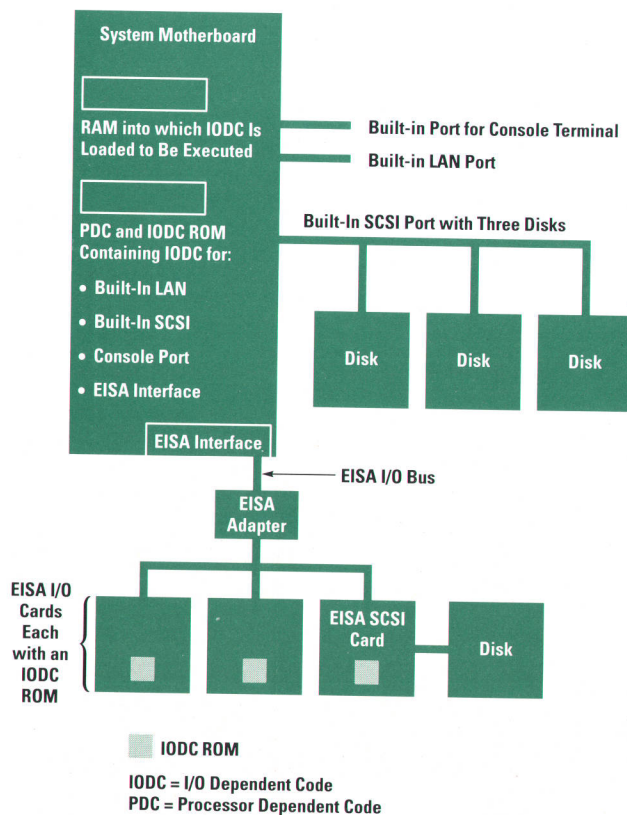 System Motherboard
RAM into which IODC Is
Loaded to Be Executed
Built-in Port for Console Terminal
Built-in LAN Port
PDC and IODC ROM
Containing IODC for:
• Built-In LAN
• Built-In SCSI
• Console Port
• EISA Interface
Built-In SCSI Port with Three Disks
Disk
Disk
Disk
EISA Interface
EISA I/O Bus
EISA
Adapter
EISA I/O
Cards
Each
with an
IODC
ROM
EISA SCSI
Card
Disk
IODC ROM
IODC = I/O Dependent Code
PDC = Processor Dependent Code